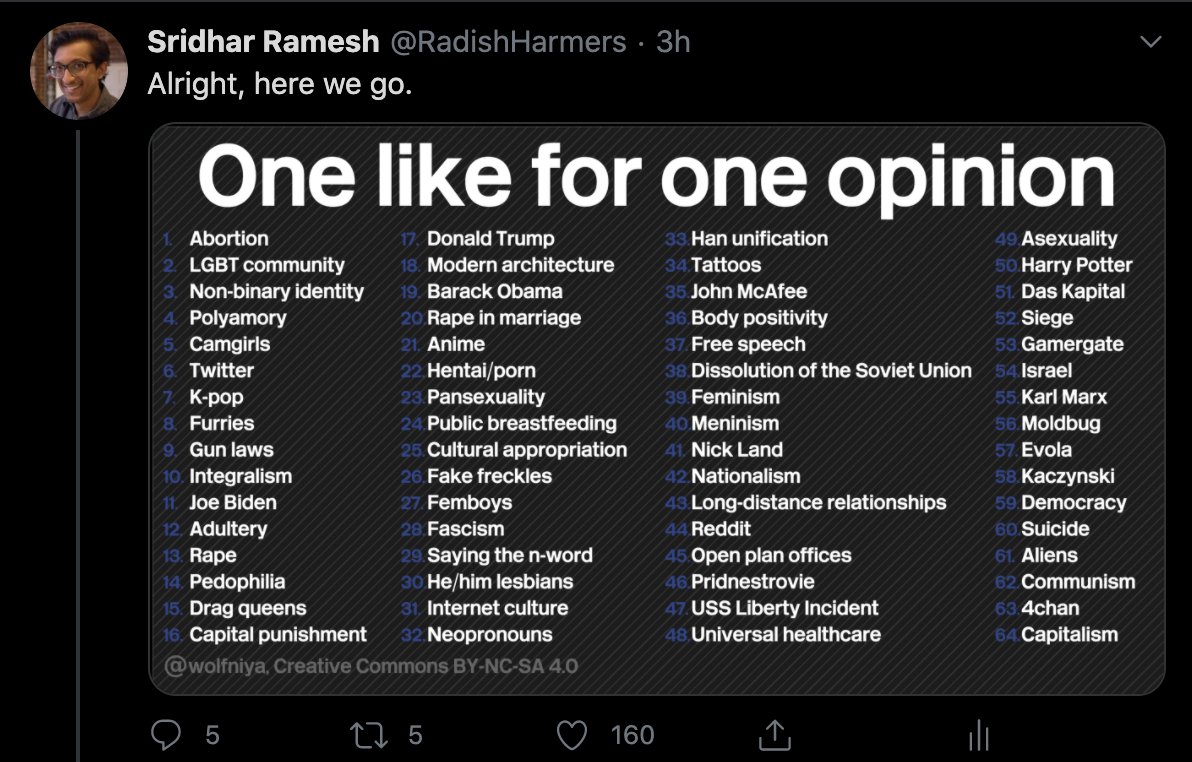 Sridhar Ramesh @RadishHarmers · 3h
Alright, here we go.
One like for one opinion
1. Abortion
2. LGBT community
3. Non-binary identity
4. Polyamory
5. Camgirls
6. Twitter
7. K-pop
8. Furries
9. Gun laws
10. Integralism
11. Joe Biden
12. Adultery
13. Rape
14. Pedophilia
15. Drag queens
16. Capital punishment
17. Donald Trump
18. Modern architecture
19. Barack Obama
20 Rape in marriage
21. Anime
22. Hentai/porn
23. Pansexuality
24. Public breastfeeding
25. Cultural appropriation
26. Fake freckles
27. Femboys
28. Fascism
29. Saying the n-word
30 He/him lesbians
31. Internet culture
32. Neopronouns
33. Han unification
34. Tattoos
35. John McAfee
36. Body positivity
37. Free speech
38 Dissolution of the Soviet Union
39. Feminism
40. Meninism
41. Nick Land
42. Nationalism
43. Long-distance relationships
44. Reddit
45. Open plan offices
46 Pridnestrovie
47. USS Liberty Incident
48. Universal healthcare
49. Asexuality
50. Harry Potter
51. Das Kapital
52. Siege
53. Gamergate
54. Israel
55. Karl Marx
56. Moldbug
57. Evola
58. Kaczynski
59. Democracy
60. Suicide
61. Aliens
62. Communism
63. 4chan
64. Capitalism
@wolfniya, Creative Commons BY-NC-SA 4.0
5 5 160